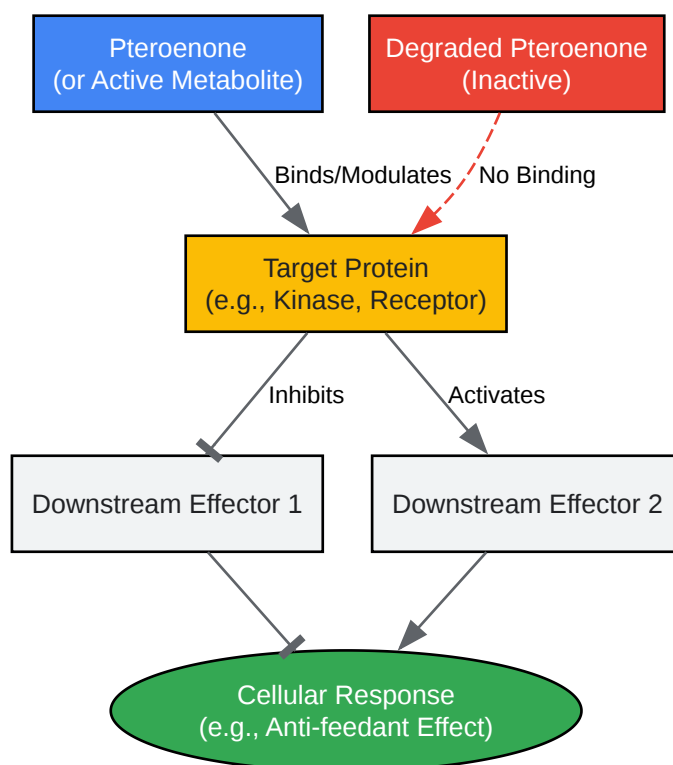 Pteroenone
(or Active Metabolite)
Degraded Pteroenone
(Inactive)
Binds/Modulates
No Binding
Target Protein
(e.g., Kinase, Receptor)
Inhibits
Activates
Downstream Effector 1
Downstream Effector 2
Cellular Response
(e.g., Anti-feedant Effect)